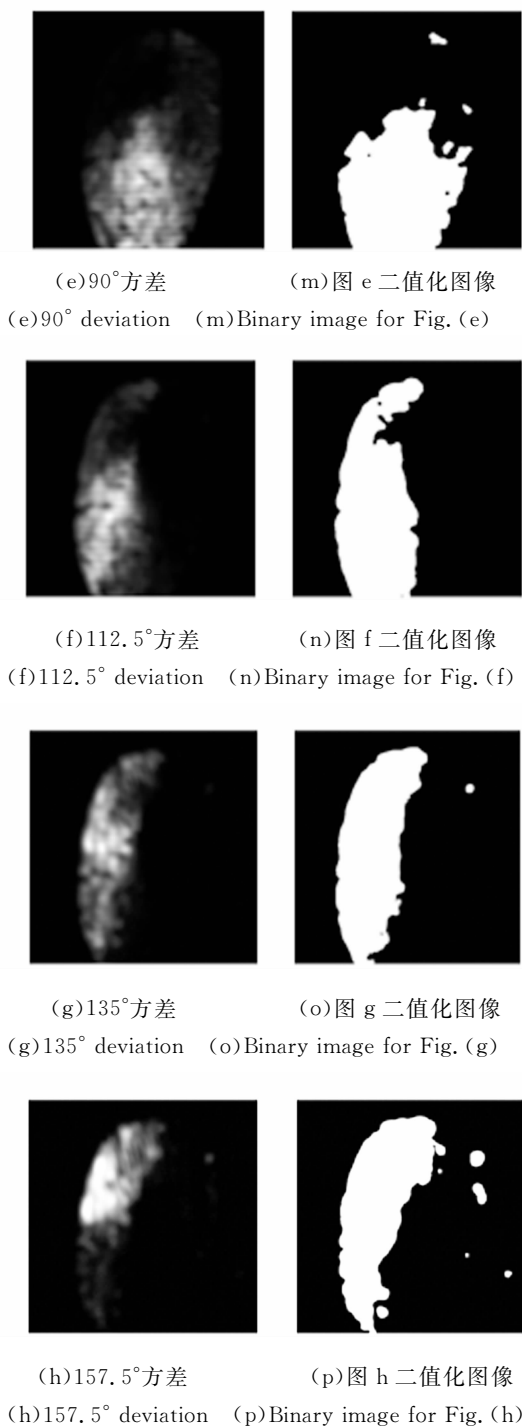 (e)90°方差 (m)图 e 二值化图像
(e)90° deviation (m)Binary image for Fig. (e)
(f)112.5°方差 (n)图 f 二值化图像
(f)112.5° deviation (n)Binary image for Fig. (f)
(g)135°方差 (o)图 g 二值化图像
(g)135° deviation (o)Binary image for Fig. (g)
(h)157.5°方差 (p)图 h 二值化图像
(h)157.5° deviation (p)Binary image for Fig. (h)